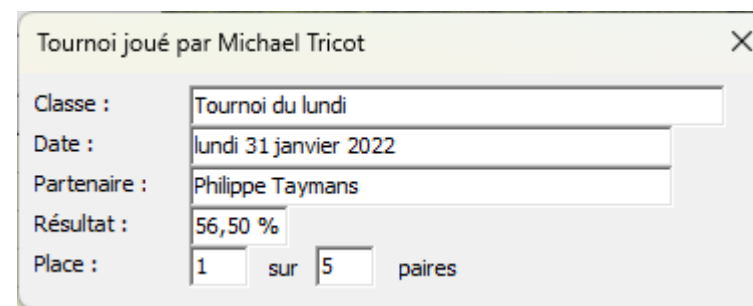 Tournoi joué par Michael Tricot
Classe : Tournoi du lundi
Date : lundi 31 janvier 2022
Partenaire : Philippe Taymans
Résultat : 56,50 %
Place : 1 sur 5 paires